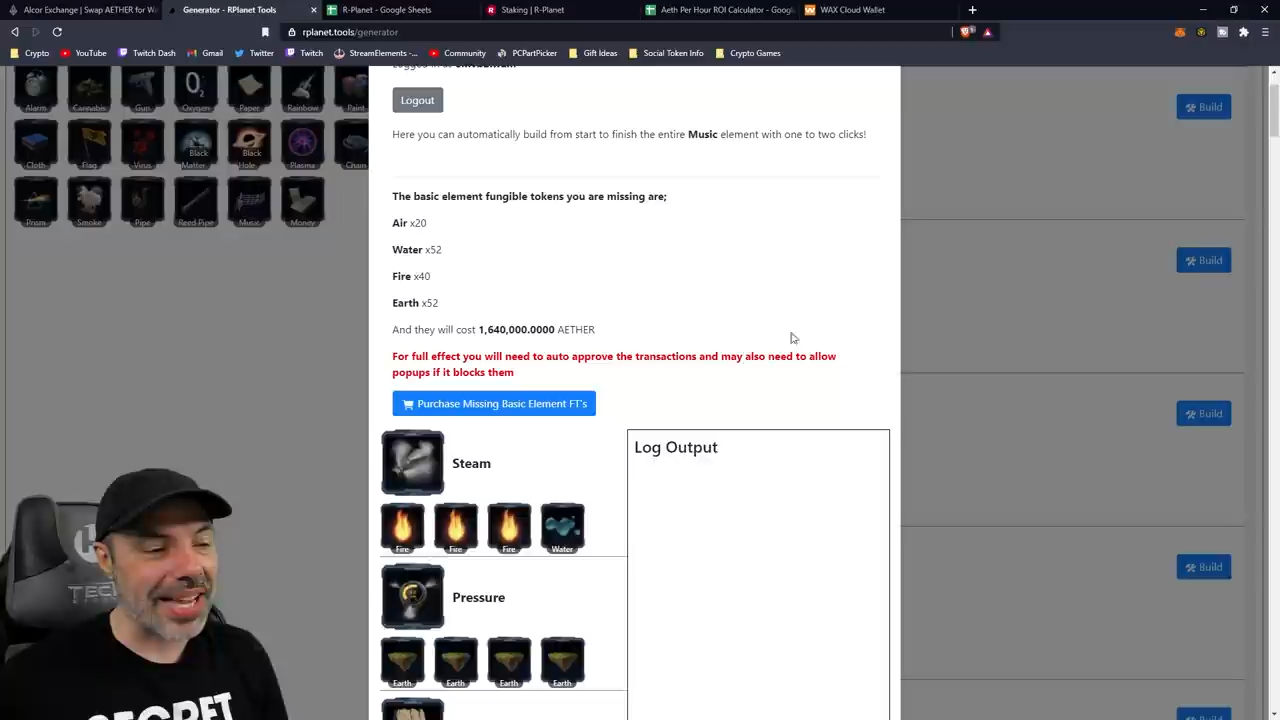 Alcor Exchange | Swap AETHER for W
Generator - RPlanet Tools
R-Planet - Google Sheets
Staking | R-Planet
Aeth Per Hour ROI Calculator - Googl
WAX Cloud Wallet
rplanet.tools/generator
Crypto
YouTube
Twitch Dash
Gmail
Twitter
Twitch
StreamElements -...
Community
PCPartPicker
Gift Ideas
Social Token Info
Crypto Games
Alarm
Cannabis
Gun
Oxygen
Paper
Rainbow
Paint
Cloth
Flag
Virus
Black Matter
Black Hole
Plasma
Prism
Smoke
Pipe
Reed Pipe
Music
Money
Logout
Here you can automatically build from start to finish the entire Music element with one to two clicks!
The basic element fungible tokens you are missing are;
Air x20
Water x52
Fire x40
Earth x52
And they will cost 1,640,000.0000 AETHER
For full effect you will need to auto approve the transactions and may also need to allow
popups if it blocks them
Purchase Missing Basic Element FT's
Steam
Fire
Fire
Fire
Water
Pressure
Earth
Earth
Earth
Earth
Log Output
Build
Build
Build
Build
Build
TEC
SECRET